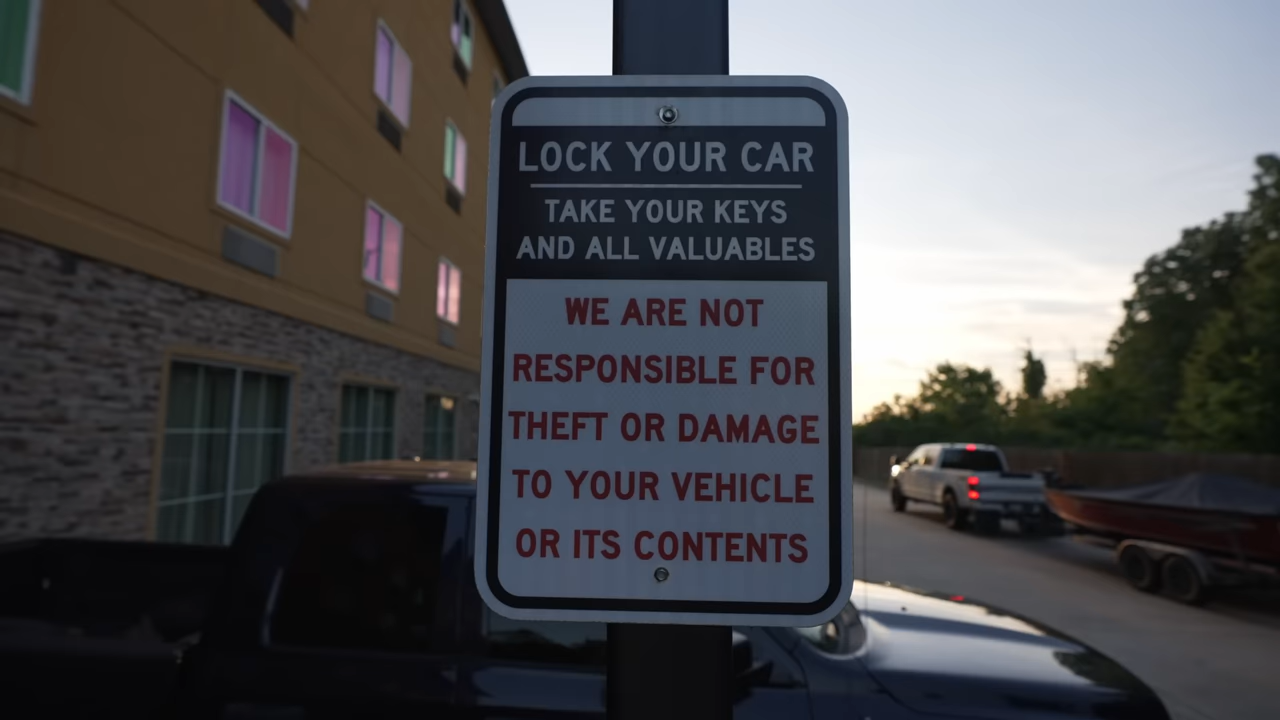 LOCK YOUR CAR
TAKE YOUR KEYS
AND ALL VALUABLES
WE ARE NOT
RESPONSIBLE FOR
THEFT OR DAMAGE
TO YOUR VEHICLE
OR ITS CONTENTS